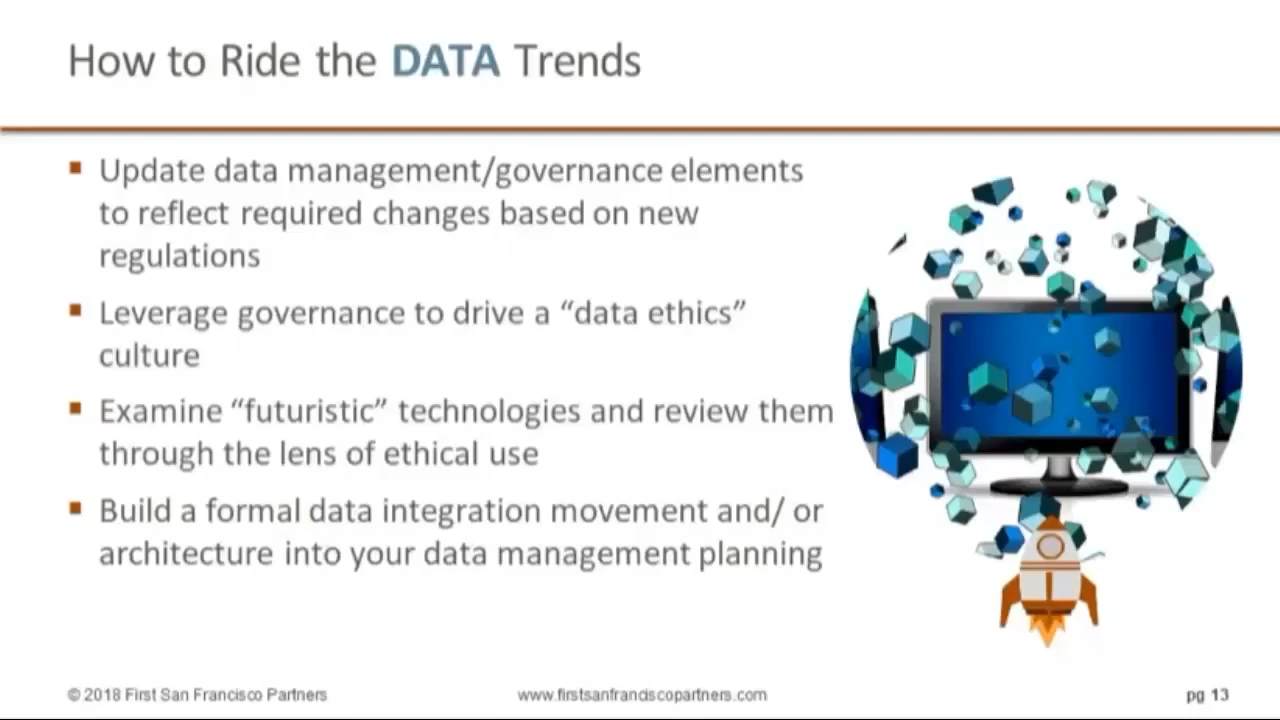 How to Ride the DATA Trends
▪ Update data management/governance elements
to reflect required changes based on new
regulations
▪ Leverage governance to drive a “data ethics”
culture
▪ Examine “futuristic” technologies and review them
through the lens of ethical use
▪ Build a formal data integration movement and/ or
architecture into your data management planning
© 2018 First San Francisco Partners
www.firstsanfranciscopartners.com
pg 13